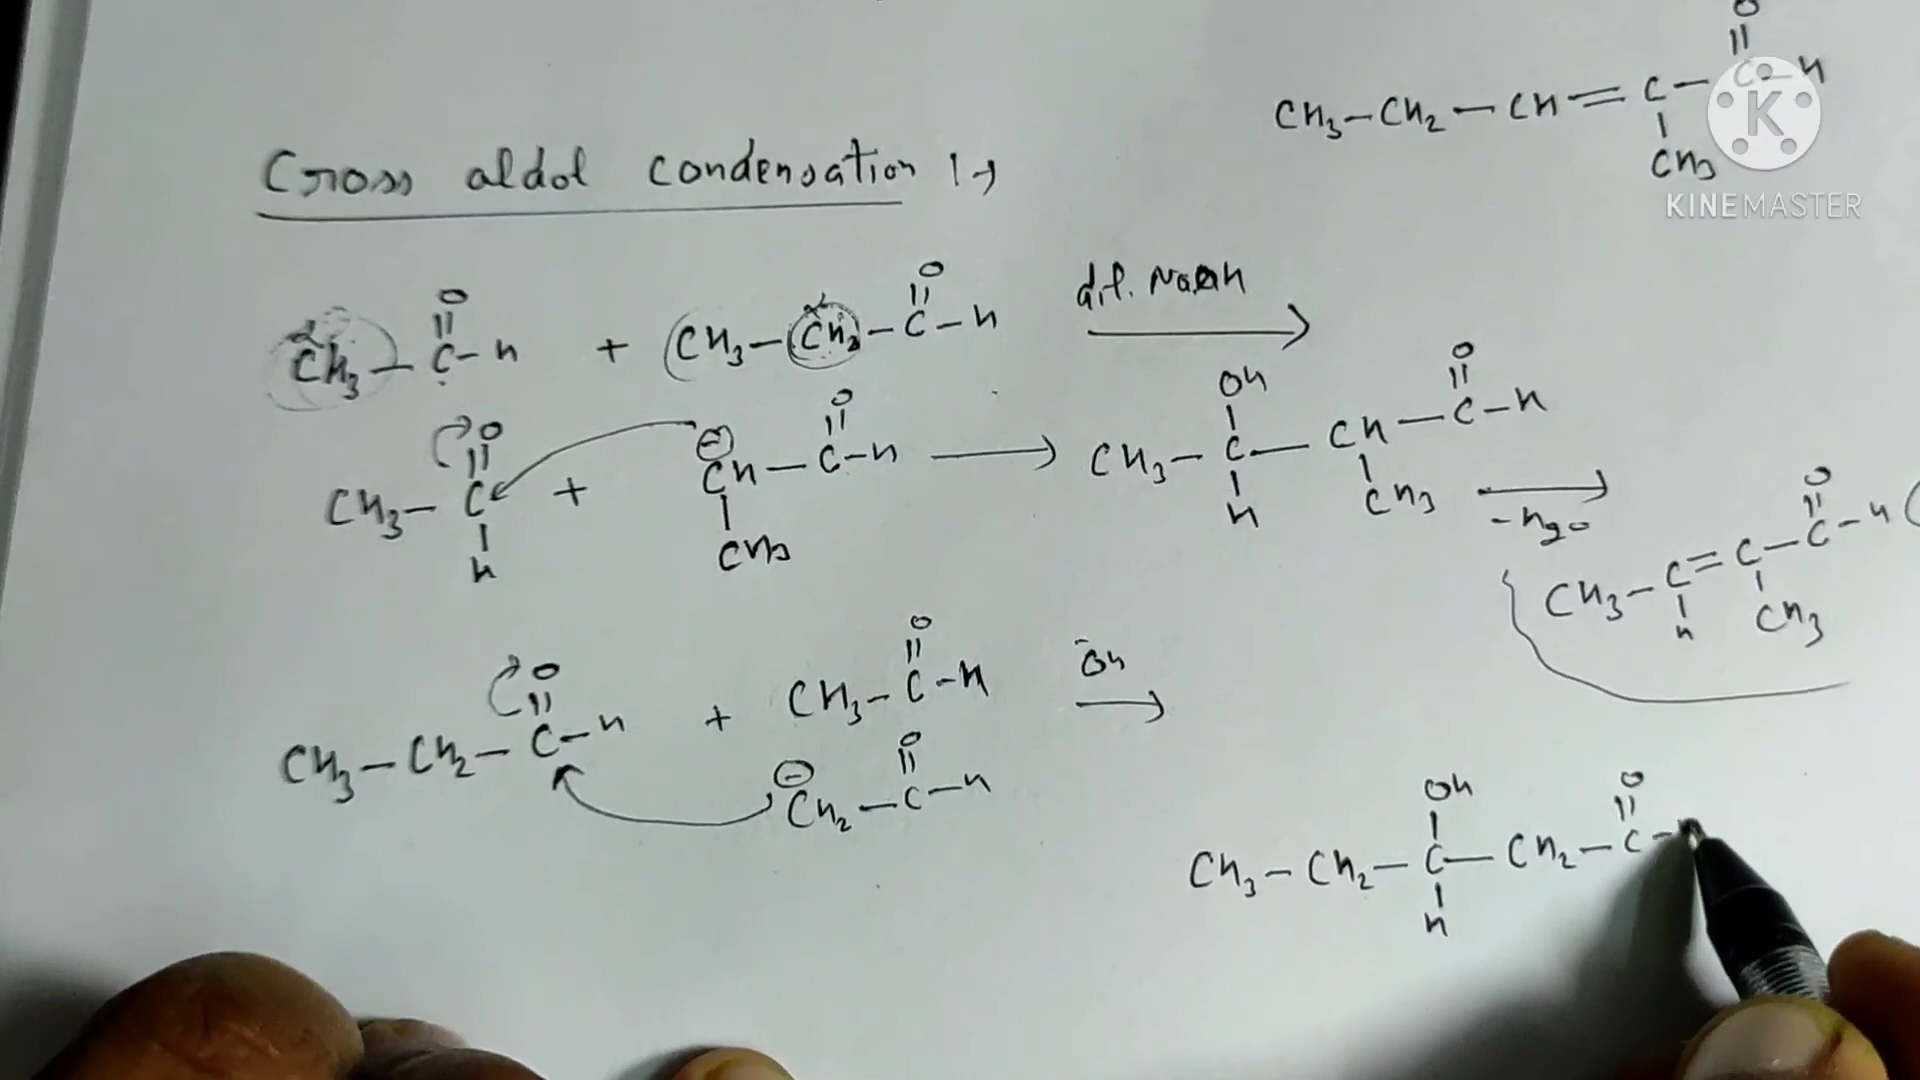 O
||
CH3-CH2-CH=C-C-H
|
CH3
KINEMASTER
Cross aldol condensation :→
O O
|| ||
α α
CH3-C-H + CH3-CH2-C-H dil. NaOH →
O ⊖ O OH O
|| || | ||
CH3-C + CH-C-H → CH3-C-CH-C-H
| | | |
H CH3 H CH3 → -H2O
O
||
CH3-C=C-C-H
| |
H CH3
O O
|| ||
CH3-CH2-C-H + CH3-C-H ⁻OH →
O
⊖ ||
CH2-C-H
OH O
| ||
CH3-CH2-C-CH2-C-
|
H